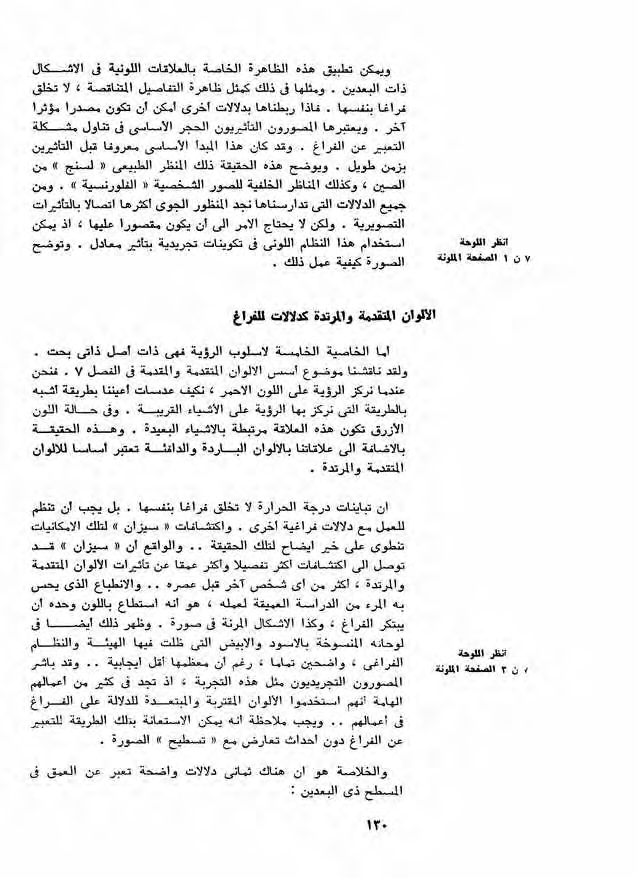 ويمكن تطبيق هذه الظاهرة الخاصة بالعلاقات اللونية فى الاشكال
ذات البعدين . ومثلها فى ذلك كمثل ظاهرة التفاصيل المتناقصة ، لا تخلق
فراغا بنفسها . فاذا ربطناها بدلالات أخرى أمكن أن تكون مصدرا مؤثرا
آخر . ويعتبرها المصورون التأثيريون الحجر الأساسى فى تناول مشكلة
التعبير عن الفراغ . وقد كان هذا المبدأ الأساسى معروفا قبل التأثيرين
بزمن طويل . ويوضح هذه الحقيقة ذلك المنظر الطبيعى « لسنج » من
الصين ، وكذلك المناظر الخلفية للصور الشخصية « الفلورنسية » . ومن
جميع الدلالات التى تدارسناها نجد المنظور الجوى أكثرها اتصالا بالتأثيرات
التصويرية . ولكن لا يحتاج الامر الى أن يكون مقصورا عليها ، اذ يمكن
استخدام هذا النظام اللونى فى تكوينات تجريدية بتأثير معادل . وتوضح
الصورة كيفية عمل ذلك .
انظر اللوحة
٧ ن ١ الصفحة الملونة
الألوان المتقدمة والمرتدة كدلالات للفراغ
أما الخاصية الخامسة لاسلوب الرؤية فهى ذات أصل ذاتى بحت .
ولقد ناقشنا موضوع أسس الالوان المتقدمة والمتقدمة فى الفصل ٧ . فنحن
عندما نركز الرؤية على اللون الاحمر ، نكيف عدسات أعيننا بطريقة أشبه
بالطريقة التى نركز بها الرؤية على الأشياء القريبة . وفى حالة اللون
الأزرق تكون هذه العلاقة مرتبطة بالاشياء البعيدة . وهذه الحقيقة
بالاضافة الى علاقاتنا بالالوان الباردة والدافئة تعتبر أساسا للالوان
المتقدمة والمرتدة .
ان تباينات درجة الحرارة لا تخلق فراغا بنفسها . بل يجب أن تنظم
للعمل مع دلالات فراغية أخرى . واكتشافات « سيزان » لتلك الامكانيات
تنطوى على خير ايضاح لتلك الحقيقة .. والواقع أن « سيزان » قد
توصل الى اكتشافات أكثر تفصيلا وأكثر عمقا عن تأثيرات الالوان المتقدمة
والمرتدة ، أكثر من أى شخص آخر قبل عصره .. والانطباع الذى يحس
به المرء من الدراسة العميقة لعمله ، هو أنه استطاع باللون وحده أن
يبتكر الفراغ ، وكذا الاشكال المرنة فى صورة . وظهر ذلك أيضا فى
لوحاته المنسوخة بالاسود والابيض التى ظلت فيها الهيئة والنظام
الفراغى ، واضحين تماما ، رغم أن معظمها أقل ايجابية .. وقد باشر
المصورون التجريديون مثل هذه التجربة ، اذ تجد فى كثير من أعمالهم
الهامة أنهم استخدموا الألوان المقتربة والمبتعدة للدلالة على الفراغ
فى أعمالهم .. ويجب ملاحظة أنه يمكن الاستعانة بتلك الطريقة للتعبير
عن الفراغ دون احداث تعارض مع « تسطيح » الصورة .
انظر اللوحة
ن ٢ الصفحة الملونة
والخلاصة هو ان هناك ثمانى دلالات واضحة تعبر عن العمق فى
المسطح ذى البعدين :
١٣٠